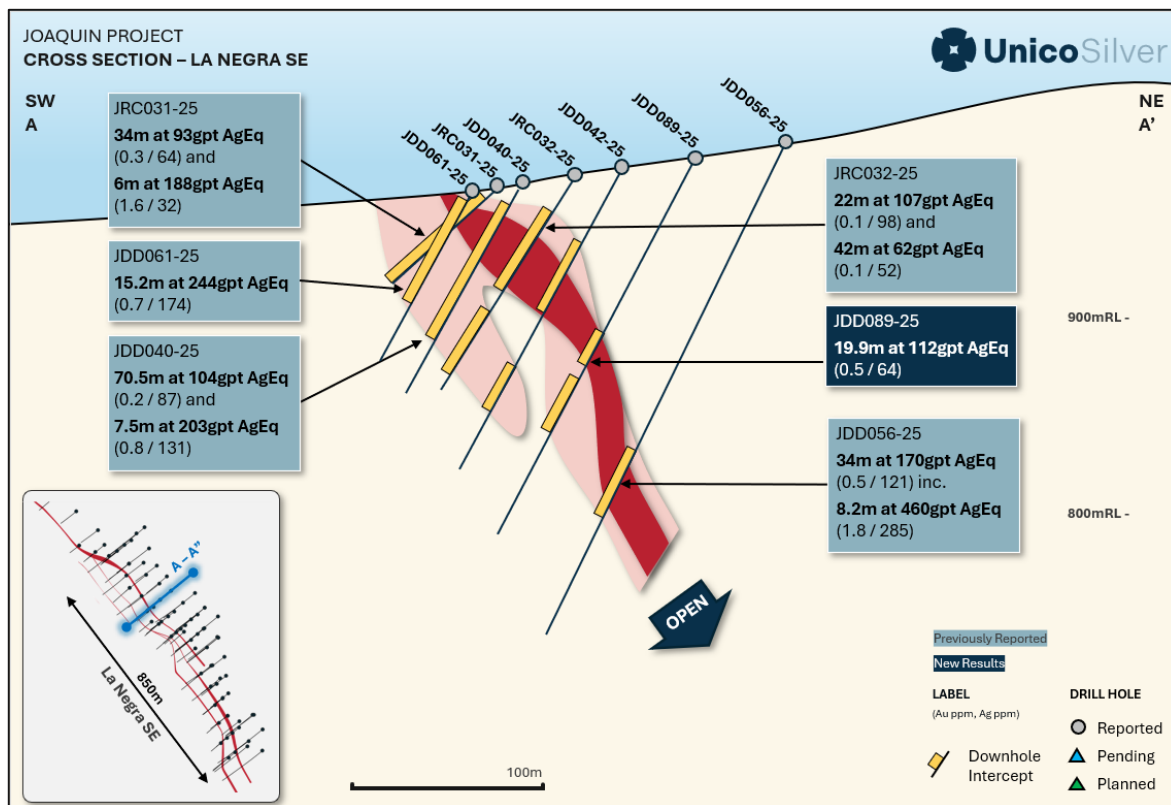 JOAQUIN PROJECT
CROSS SECTION – LA NEGRA SE
UnicoSilver
SW
A
NE
A'
JDD061-25
JRC031-25
JDD040-25
JRC032-25
JDD042-25
JDD089-25
JDD056-25
JRC031-25
34m at 93gpt AgEq
(0.3 / 64) and
6m at 188gpt AgEq
(1.6 / 32)
JDD061-25
15.2m at 244gpt AgEq
(0.7 / 174)
JDD040-25
70.5m at 104gpt AgEq
(0.2 / 87) and
7.5m at 203gpt AgEq
(0.8 / 131)
JRC032-25
22m at 107gpt AgEq
(0.1 / 98) and
42m at 62gpt AgEq
(0.1 / 52)
JDD089-25
19.9m at 112gpt AgEq
(0.5 / 64)
JDD056-25
34m at 170gpt AgEq
(0.5 / 121) inc.
8.2m at 460gpt AgEq
(1.8 / 285)
900mRL -
800mRL -
OPEN
A – A"
850m
La Negra SE
100m
Previously Reported
New Results
LABEL
(Au ppm, Ag ppm)
Downhole
Intercept
DRILL HOLE
Reported
Pending
Planned